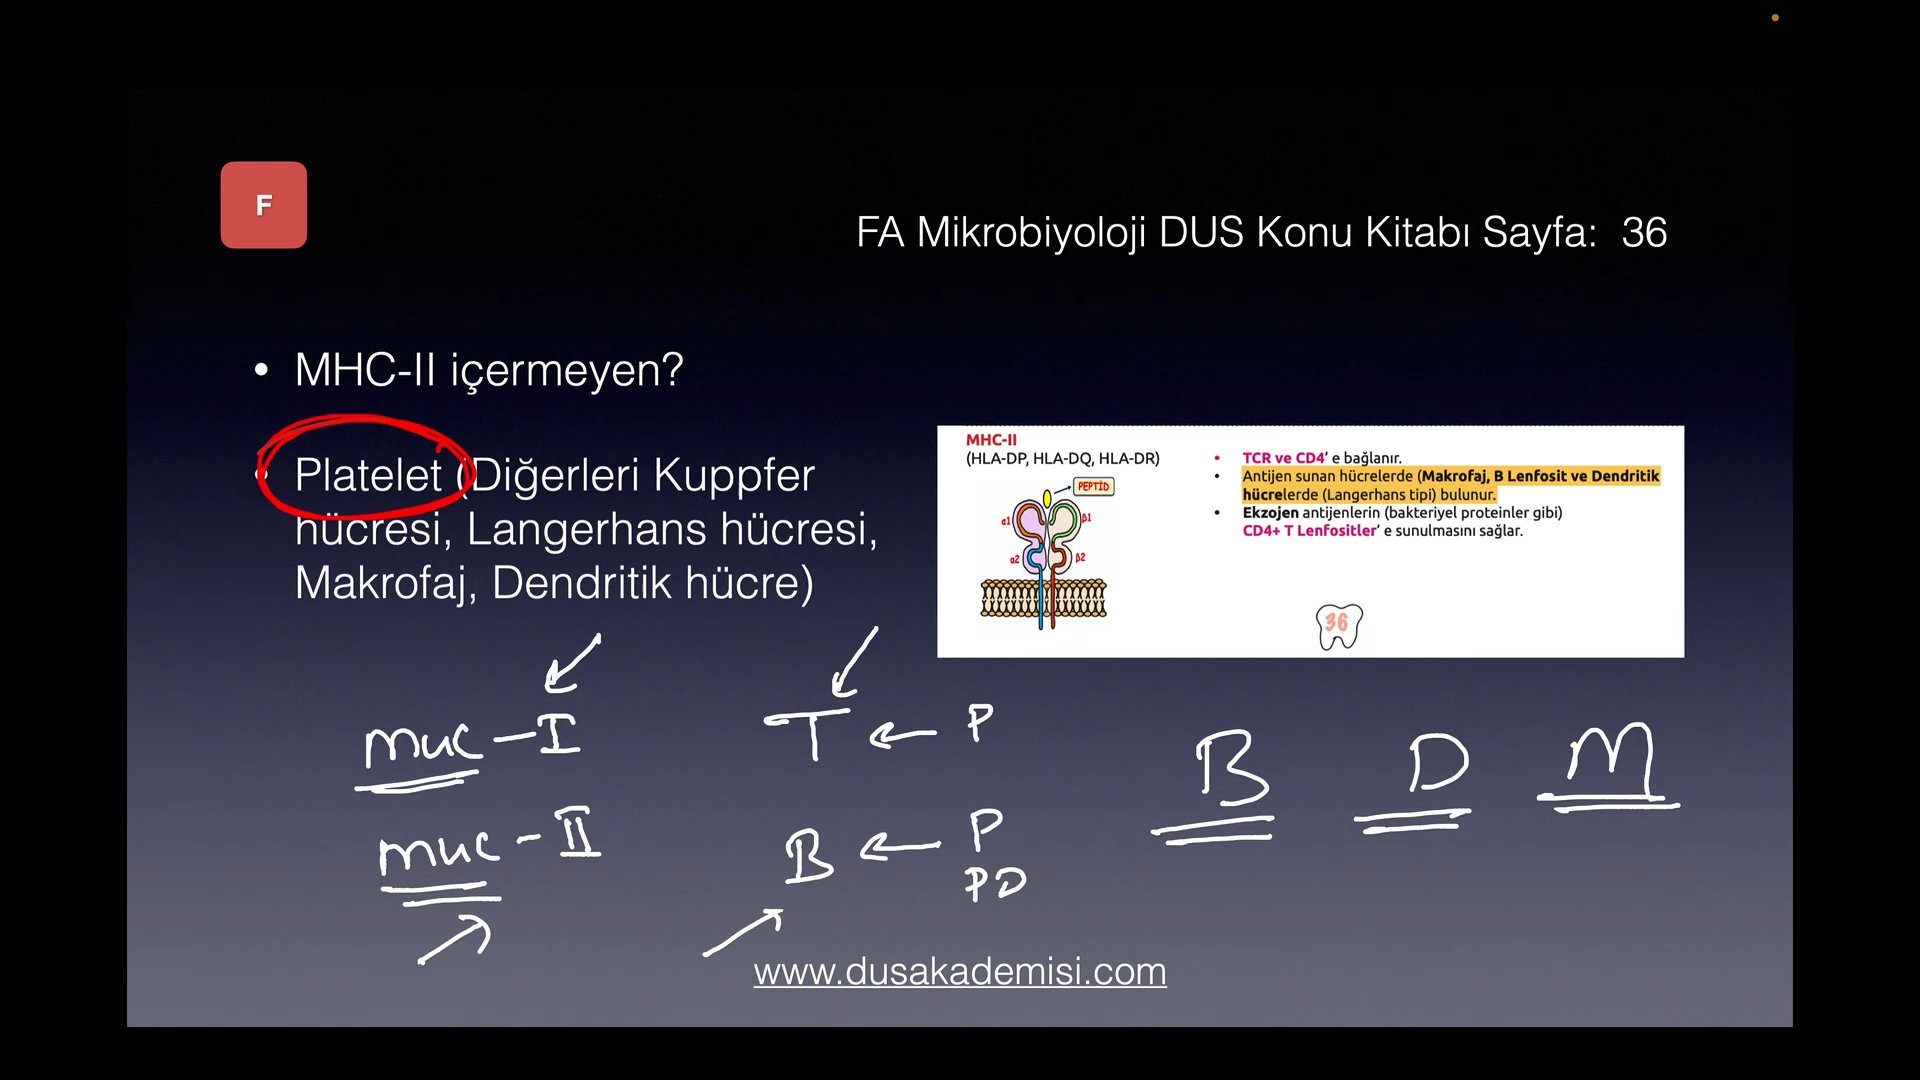 F
FA Mikrobiyoloji DUS Konu Kitabı Sayfa: 36
• MHC-II içermeyen?
• Platelet (Diğerleri Kuppfer
hücresi, Langerhans hücresi,
Makrofaj, Dendritik hücre)
MHC-II
(HLA-DP, HLA-DQ, HLA-DR)
PEPTİD
α1
β1
α2
β2
• TCR ve CD4’ e bağlanır.
• Antijen sunan hücrelerde (Makrofaj, B Lenfosit ve Dendritik
hücrelerde (Langerhans tipi) bulunur.
• Ekzojen antijenlerin (bakteriyel proteinler gibi)
CD4+ T Lenfositler’ e sunulmasını sağlar.
36
MHC - I T ← P
MHC - II B ← P
PD
B D M
www.dusakademisi.com